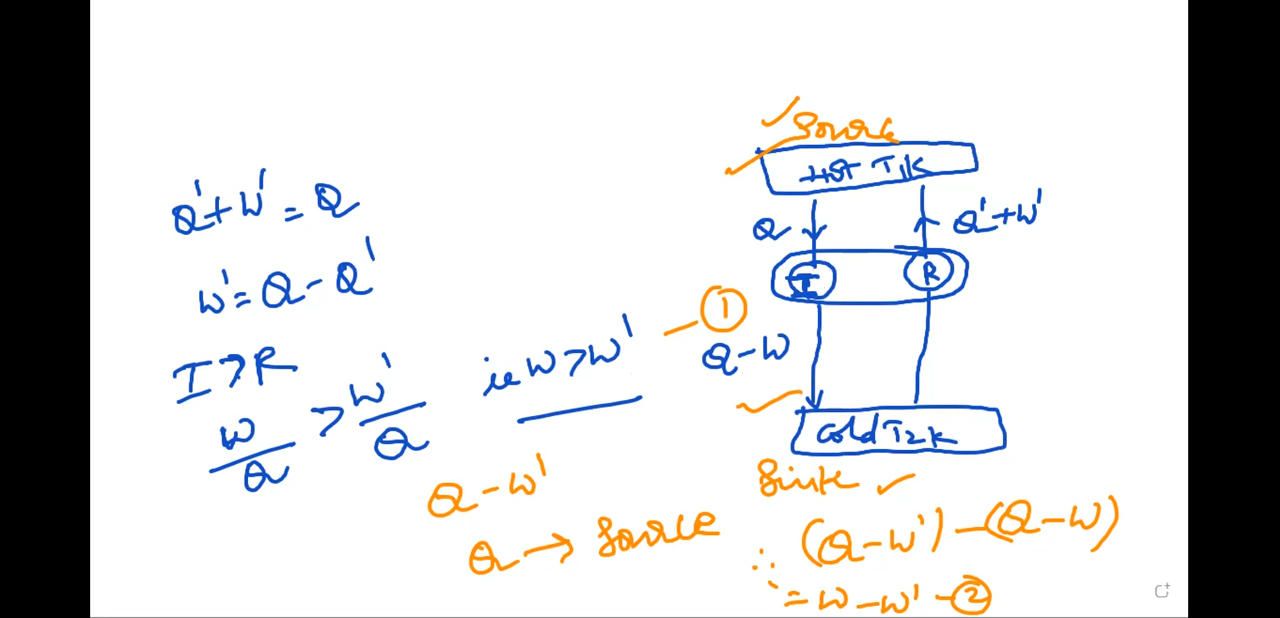 Source
Hot T1K
Q'+W' = Q
Q
Q'+W'
I
R
W' = Q - Q'
①
I > R
ie W > W'
Q-W
W/Q > W'/Q
Cold T2K
Q-W'
Sink
Q → Source
∴ (Q-W') - (Q-W)
= W - W' - ②